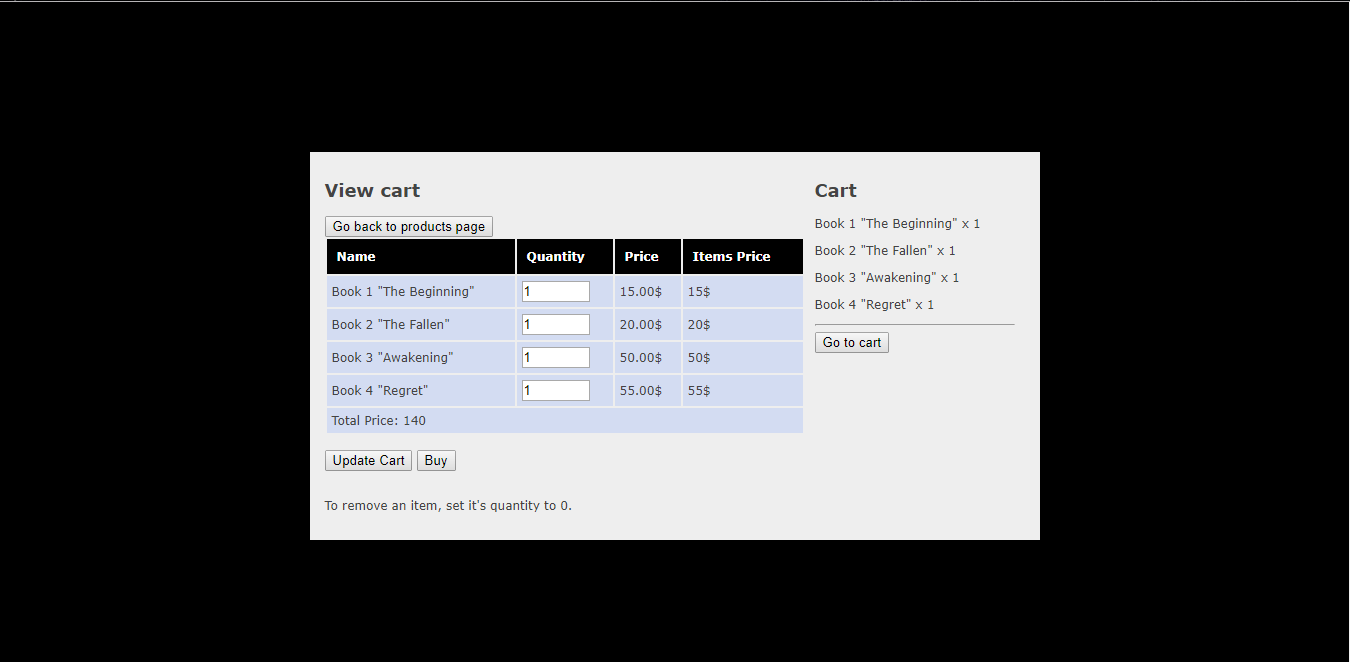 View cart
Go back to products page
Name Quantity Price Items Price
Book 1 "The Beginning" 1 15.00$ 15$
Book 2 "The Fallen" 1 20.00$ 20$
Book 3 "Awakening" 1 50.00$ 50$
Book 4 "Regret" 1 55.00$ 55$
Total Price: 140
Update Cart Buy
To remove an item, set it's quantity to 0.
Cart
Book 1 "The Beginning" x 1
Book 2 "The Fallen" x 1
Book 3 "Awakening" x 1
Book 4 "Regret" x 1
Go to cart